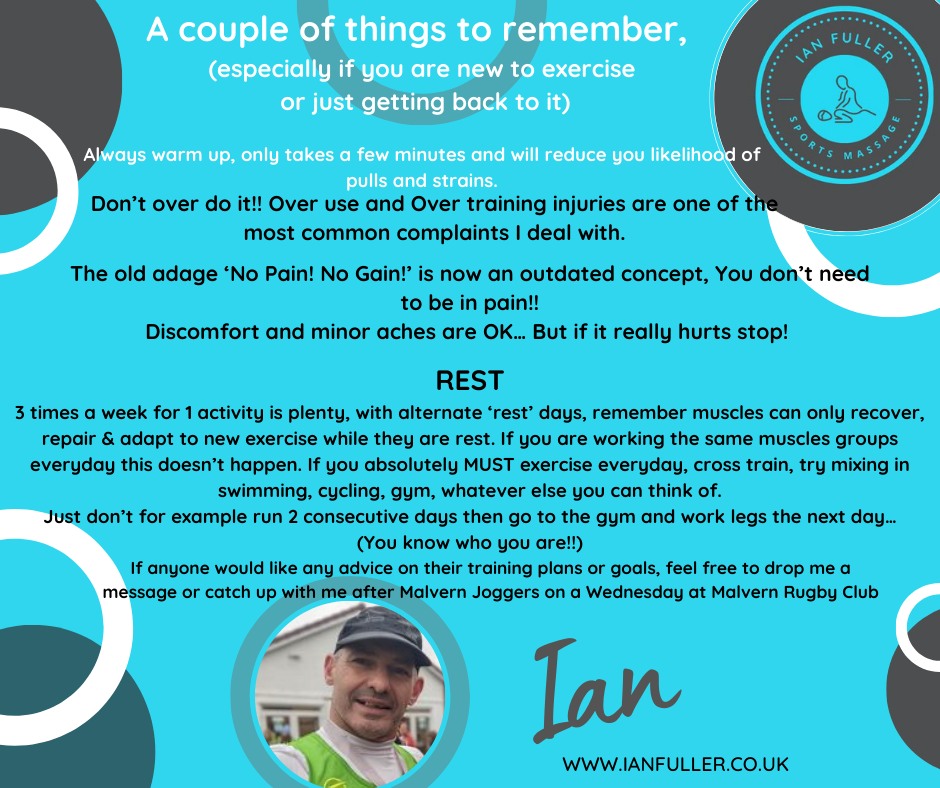 A couple of things to remember,
(especially if you are new to exercise
or just getting back to it)
IAN FULLER
SPORTS MASSAGE
Always warm up, only takes a few minutes and will reduce you likelihood of
pulls and strains.
Don't over do it!! Over use and Over training injuries are one of the
most common complaints I deal with.
The old adage 'No Pain! No Gain!' is now an outdated concept, You don't need
to be in pain!!
Discomfort and minor aches are OK... But if it really hurts stop!
REST
3 times a week for 1 activity is plenty, with alternate 'rest' days, remember muscles can only recover,
repair & adapt to new exercise while they are rest. If you are working the same muscles groups
everyday this doesn't happen. If you absolutely MUST exercise everyday, cross train, try mixing in
swimming, cycling, gym, whatever else you can think of.
Just don't for example run 2 consecutive days then go to the gym and work legs the next day...
(You know who you are!!)
If anyone would like any advice on their training plans or goals, feel free to drop me a
message or catch up with me after Malvern Joggers on a Wednesday at Malvern Rugby Club
Ian
WWW.IANFULLER.CO.UK